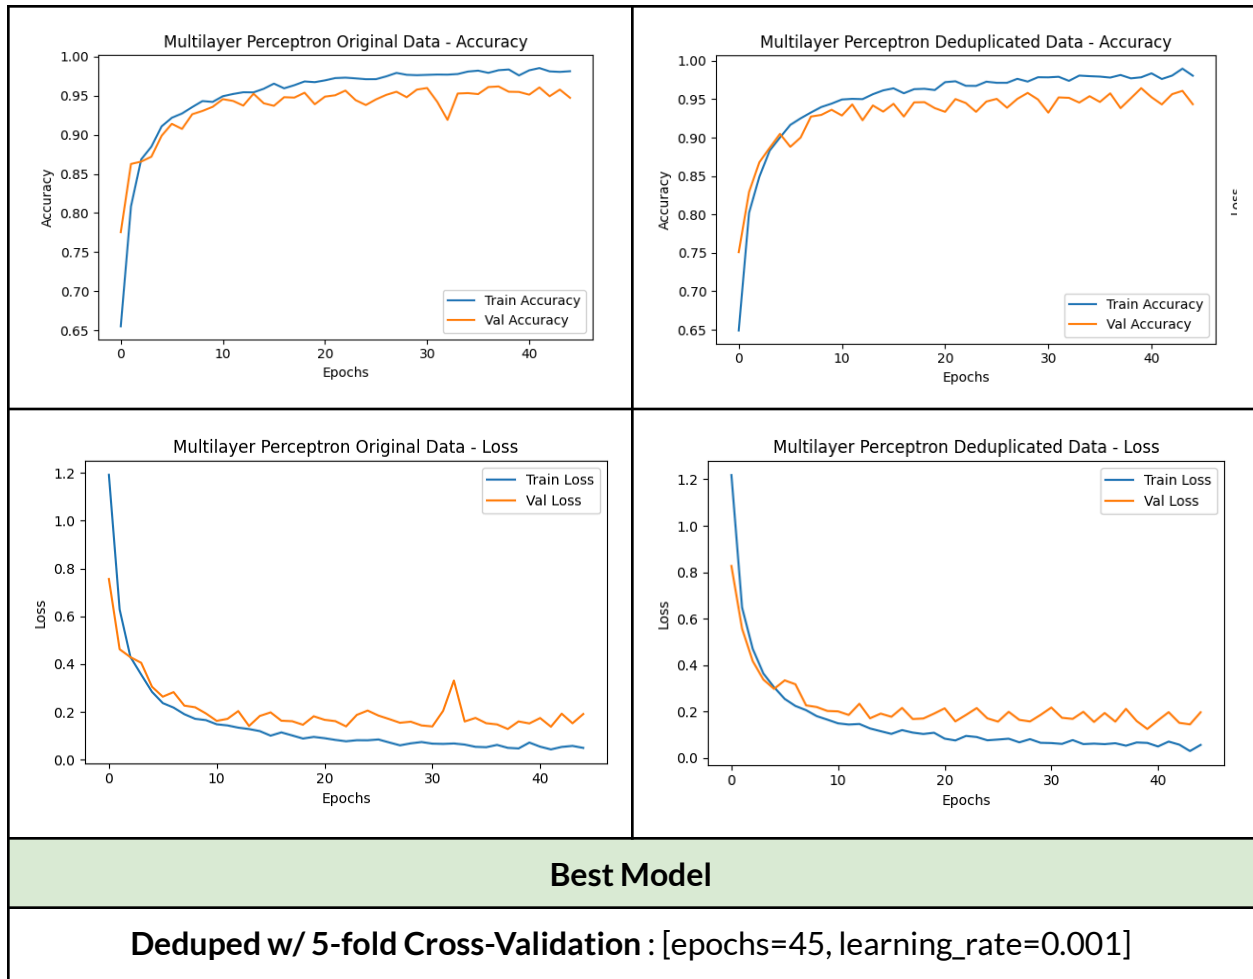 Multilayer Perceptron Original Data - Accuracy
1.00
0.95
0.90
0.85
0.80
0.75
0.70
0.65
Accuracy
Train Accuracy
Val Accuracy
0
10
20
30
40
Epochs
Multilayer Perceptron Deduplicated Data - Accuracy
1.00
0.95
0.90
0.85
0.80
0.75
0.70
0.65
Accuracy
Train Accuracy
Val Accuracy
0
10
20
30
40
Epochs
Multilayer Perceptron Original Data - Loss
1.2
1.0
0.8
0.6
0.4
0.2
0.0
Loss
Train Loss
Val Loss
0
10
20
30
40
Epochs
Multilayer Perceptron Deduplicated Data - Loss
1.2
1.0
0.8
0.6
0.4
0.2
0.0
Loss
Train Loss
Val Loss
0
10
20
30
40
Epochs
Best Model
Deduped w/ 5-fold Cross-Validation : [epochs=45, learning_rate=0.001]